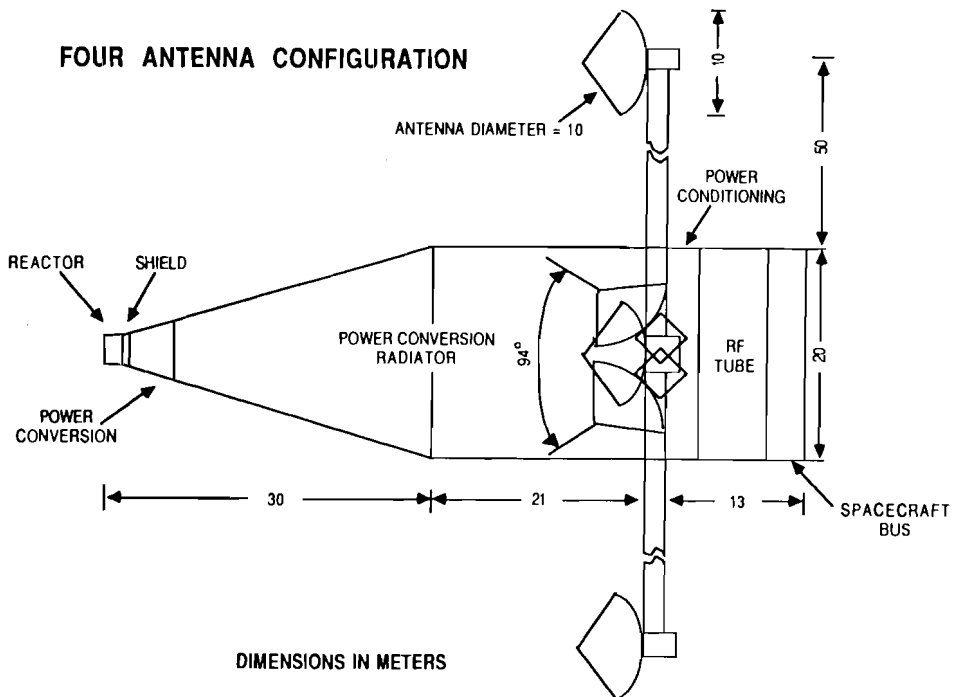 FOUR ANTENNA CONFIGURATION
10
ANTENNA DIAMETER = 10
50
POWER
CONDITIONING
REACTOR
SHIELD
POWER CONVERSION
RADIATOR
94°
RF
TUBE
20
POWER
CONVERSION
30
21
13
SPACECRAFT
BUS
DIMENSIONS IN METERS